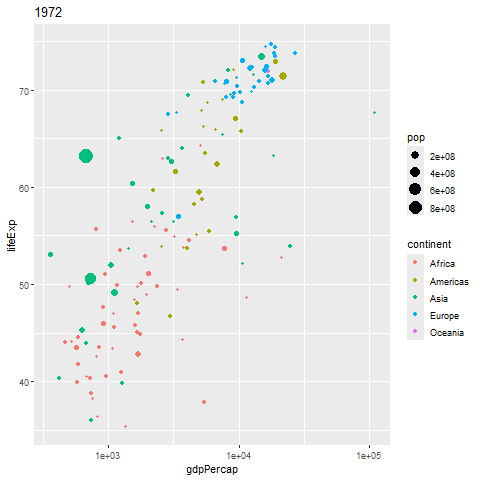 1972
70
60
50
40
lifeExp
1e+03
1e+04
1e+05
gdpPercap
pop
2e+08
4e+08
6e+08
8e+08
continent
Africa
Americas
Asia
Europe
Oceania